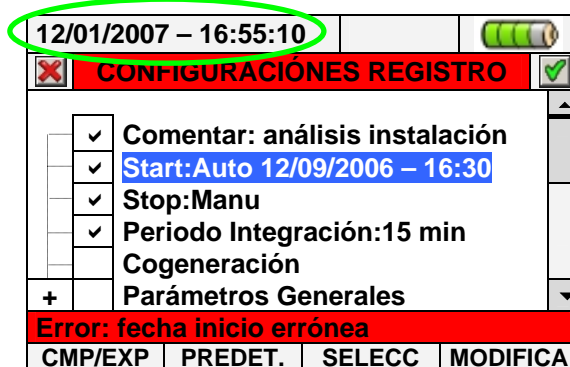 12/01/2007 – 16:55:10
CONFIGURACIÓNES REGISTRO
Comentar: análisis instalación
Start:Auto 12/09/2006 – 16:30
Stop:Manu
Periodo Integración:15 min
Cogeneración
+ Parámetros Generales
Error: fecha inicio errónea
CMP/EXP PREDET. SELECC MODIFICA